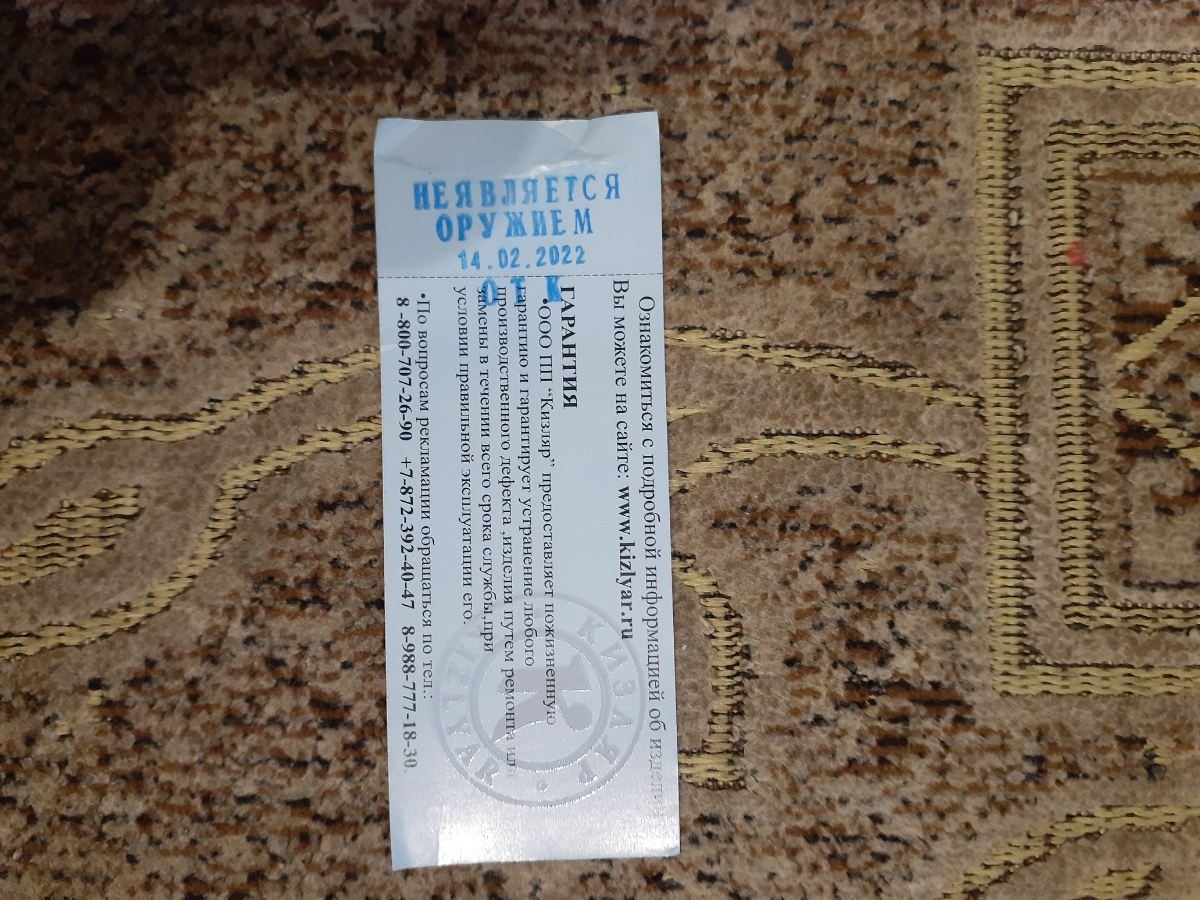 НЕЯВЛЯЕТСЯ
ОРУЖИЕМ
14.02.2022
ОТК
Ознакомиться с подробной информацией об изделии
Вы можете на сайте: www.kizlyar.ru
ГАРАНТИЯ
•ООО ПП “Кизляр” предоставляет пожизненную
гарантию и гарантирует устранение любого
производственного дефекта ,изделия путем ремонта или
замены в течении всего срока службы,при
условии правильной эксплуатации его.
•По вопросам рекламации обращаться по тел.:
8 -800-707-26-90 +7-872-392-40-47 8-988-777-18-30.
КИЗЛЯР
KIZLYAR